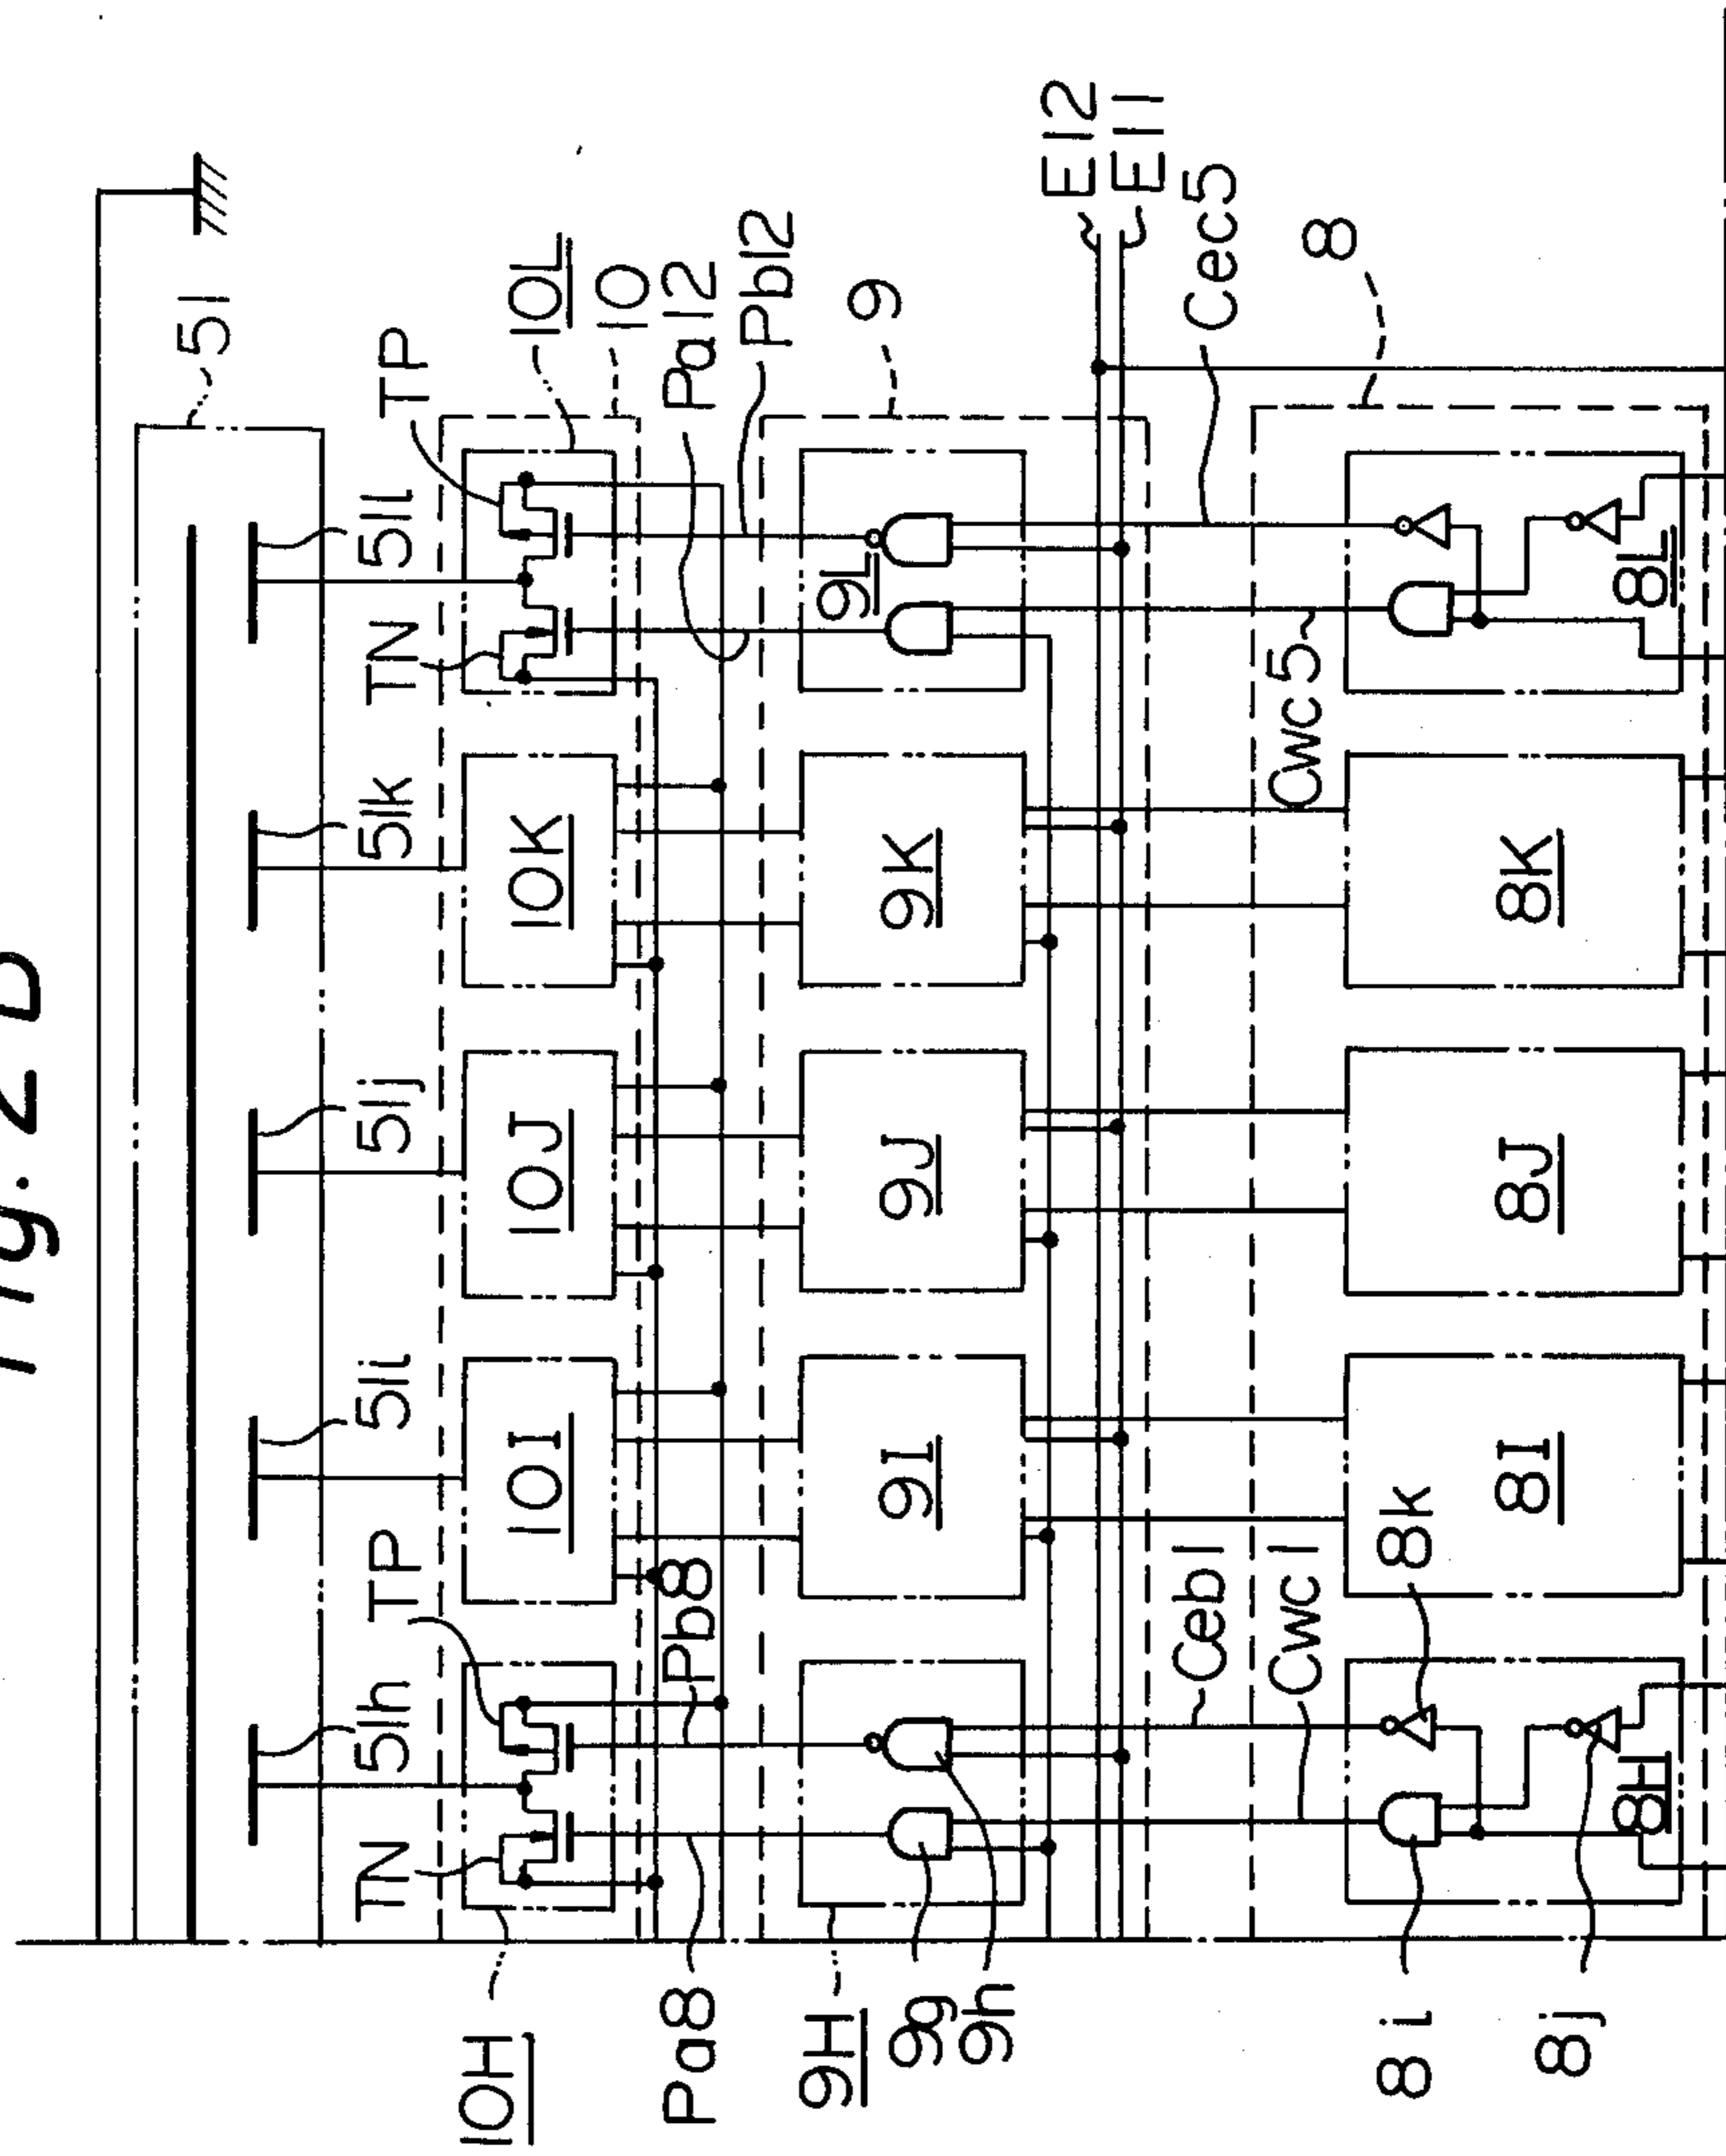 Fig. 2B
51
51h
51i
51j
51k
51l
TN
TP
TN
TP
10H
10I
10J
10K
10L
10
Pa8
Pb8
Pa12
Pb12
9H
9I
9J
9K
9L
9
9g
9h
E12
E11
Ceb1
Cec5
Cwc1
Cwc5
8
8k
8i
8j
8H
8I
8J
8K
8L